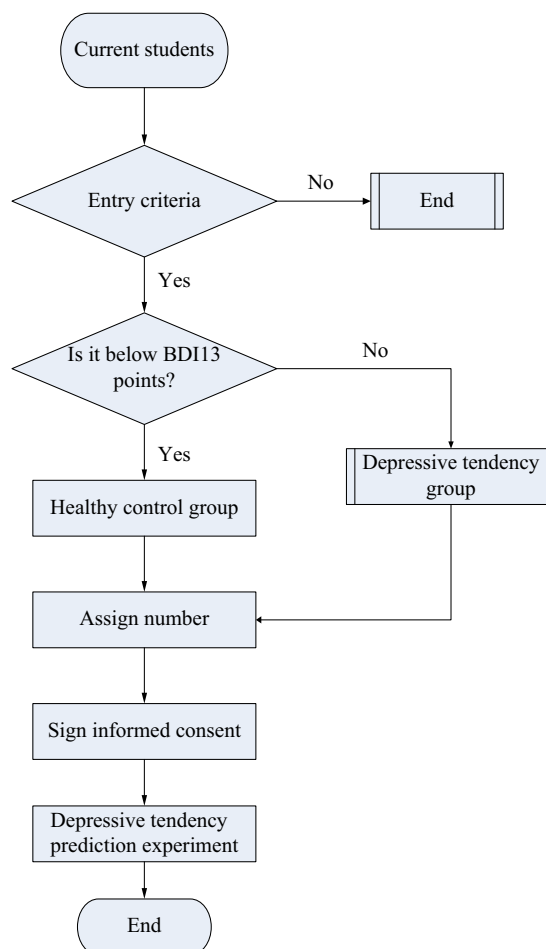 Current students
Entry criteria
No
End
Yes
Is it below BDI13
points?
No
Yes
Depressive tendency
group
Healthy control group
Assign number
Sign informed consent
Depressive tendency
prediction experiment
End